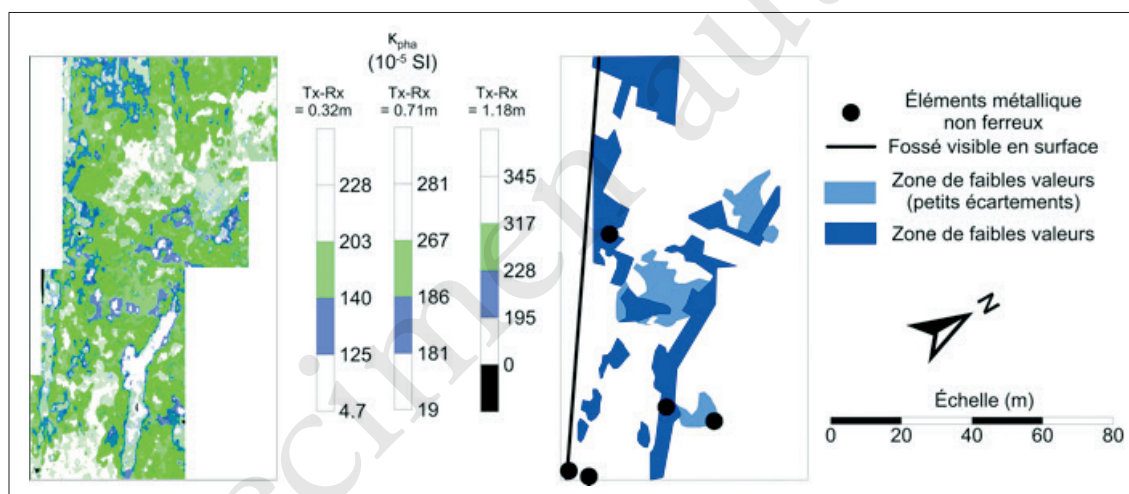 Kpha
(10-5 SI)
Tx-Rx
= 0.32m
Tx-Rx
= 0.71m
Tx-Rx
= 1.18m
228
203
140
125
4.7
281
267
186
181
19
345
317
228
195
0
Éléments métallique
non ferreux
Fossé visible en surface
Zone de faibles valeurs
(petits écartements)
Zone de faibles valeurs
N
Échelle (m)
0 20 40 60 80